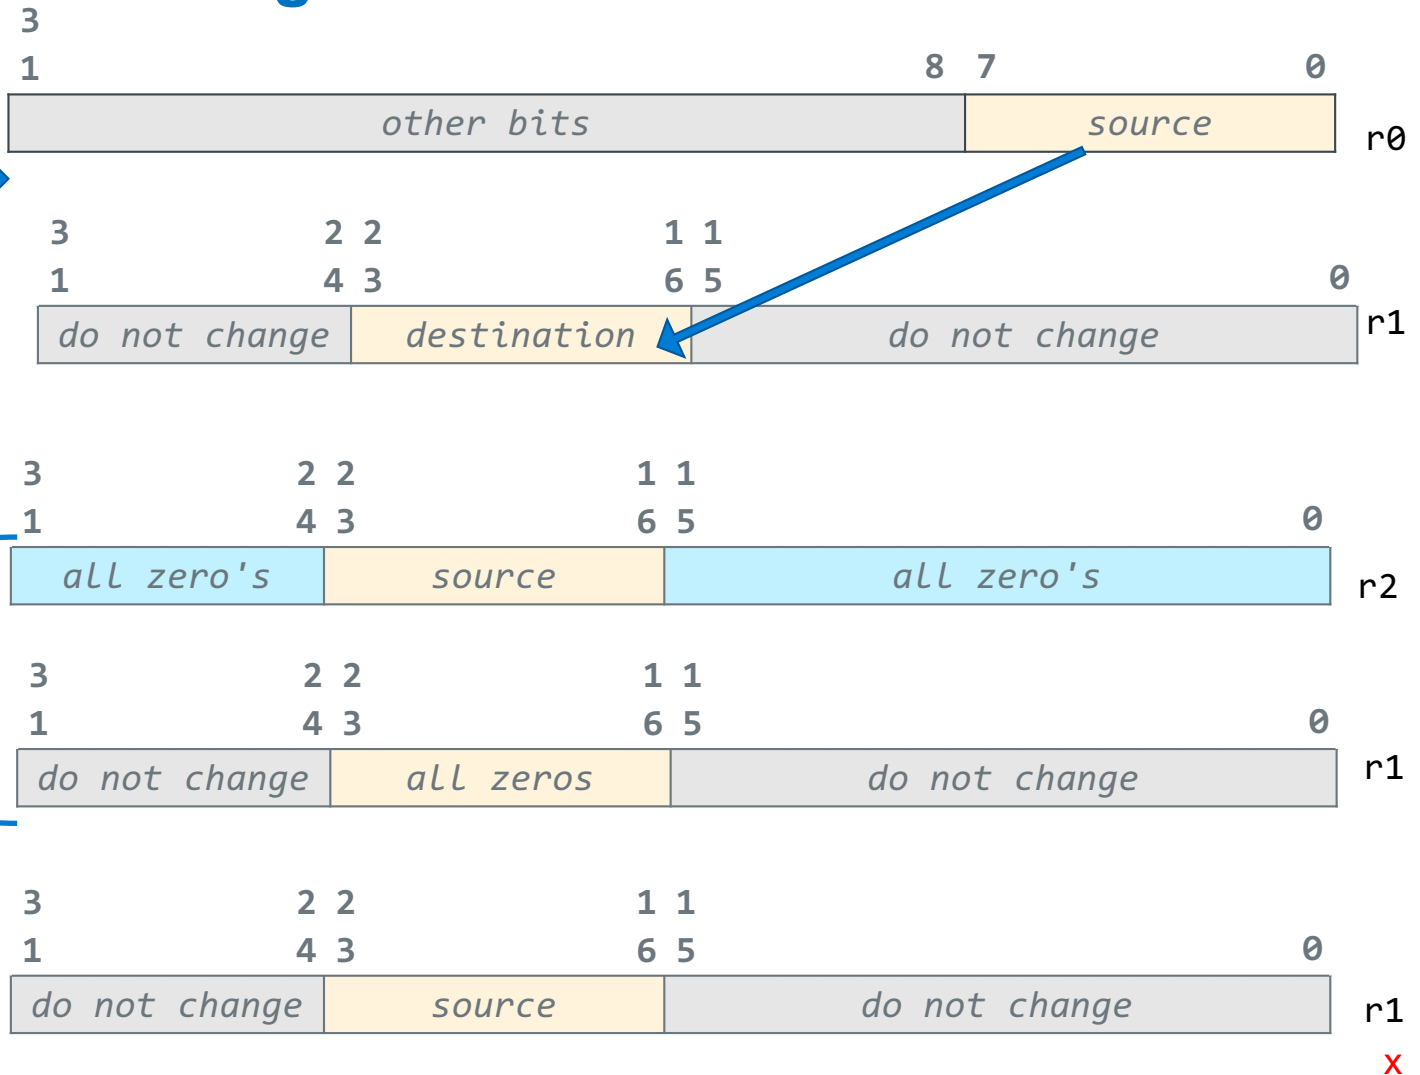 3
1 8 7 0
other bits source r0
3 2 2 1 1
1 4 3 6 5 0
do not change destination do not change r1
3 2 2 1 1
1 4 3 6 5 0
all zero's source all zero's r2
3 2 2 1 1
1 4 3 6 5 0
do not change all zeros do not change r1
3 2 2 1 1
1 4 3 6 5 0
do not change source do not change r1
x